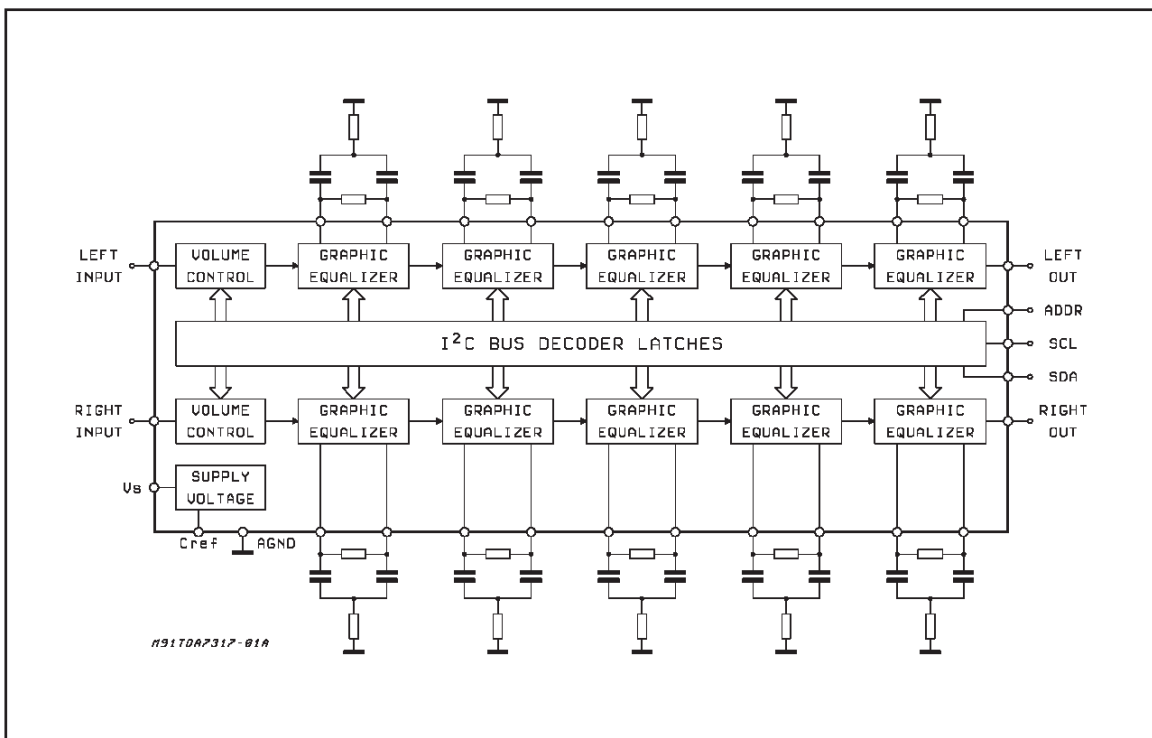 LEFT
INPUT
VOLUME
CONTROL
GRAPHIC
EQUALIZER
GRAPHIC
EQUALIZER
GRAPHIC
EQUALIZER
GRAPHIC
EQUALIZER
GRAPHIC
EQUALIZER
LEFT
OUT
ADDR
I²C BUS DECODER LATCHES
SCL
SDA
RIGHT
INPUT
VOLUME
CONTROL
GRAPHIC
EQUALIZER
GRAPHIC
EQUALIZER
GRAPHIC
EQUALIZER
GRAPHIC
EQUALIZER
GRAPHIC
EQUALIZER
RIGHT
OUT
Vs
SUPPLY
VOLTAGE
Cref
AGND
M91TDA7317-01A